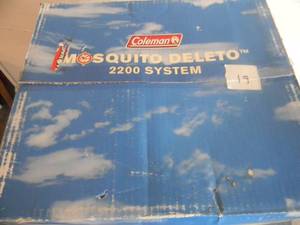 Coleman
MOSQUITO DELETO™
2200 SYSTEM
19